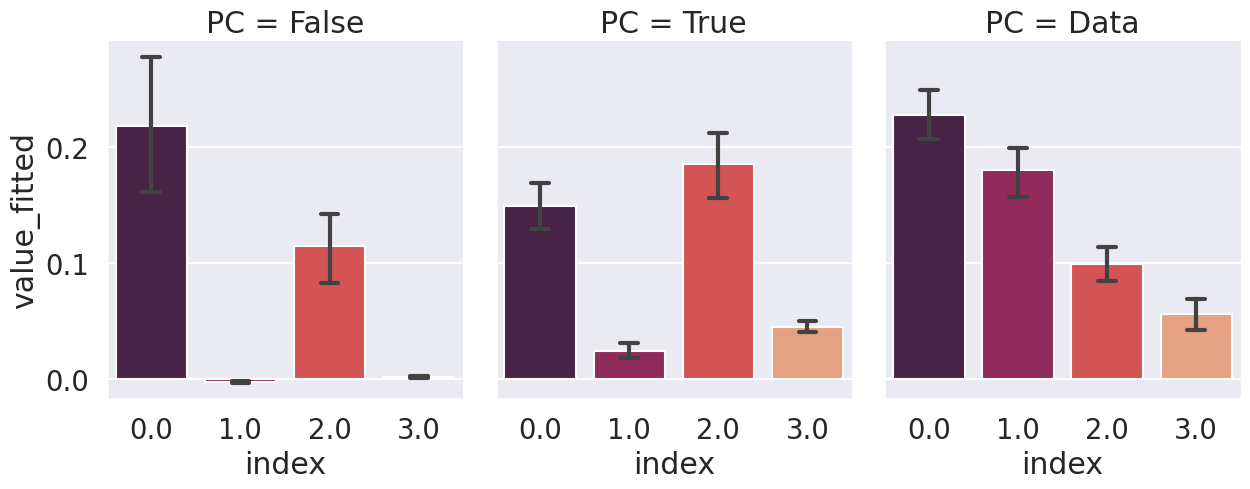 PC = False
PC = True
PC = Data
value_fitted
0.2
0.1
0.0
0.0 1.0 2.0 3.0
0.0 1.0 2.0 3.0
0.0 1.0 2.0 3.0
index
index
index